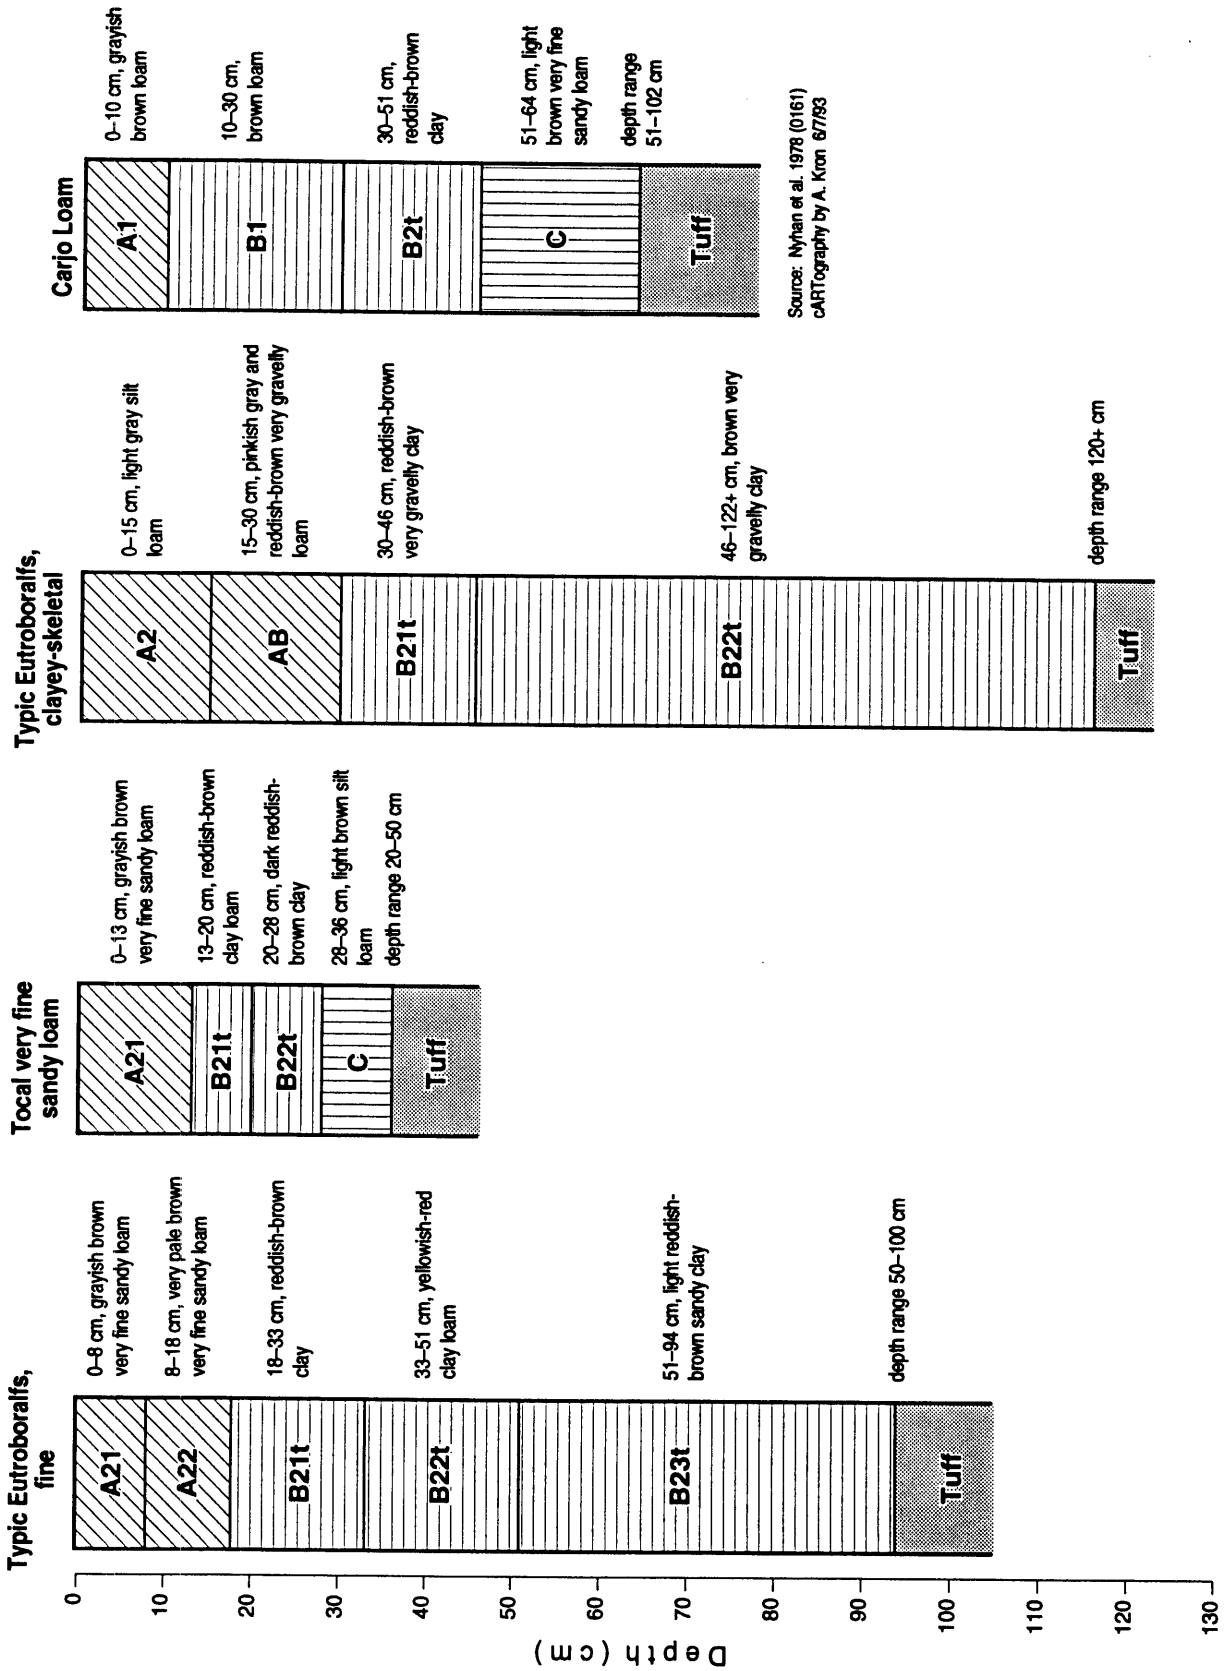 Typic Eutroboralfs,
fine
A21
A22
B21t
B22t
B23t
Tuff
0–8 cm, grayish brown
very fine sandy loam
8–18 cm, very pale brown
very fine sandy loam
18–33 cm, reddish-brown
clay
33–51 cm, yellowish-red
clay loam
51–94 cm, light reddish-
brown sandy clay
depth range 50–100 cm
Tocal very fine
sandy loam
A21
B21t
B22t
C
Tuff
0–13 cm, grayish brown
very fine sandy loam
13–20 cm, reddish-brown
clay loam
20–28 cm, dark reddish-
brown clay
28–36 cm, light brown silt
loam
depth range 20–50 cm
Typic Eutroboralfs,
clayey-skeletal
A2
AB
B21t
B22t
Tuff
0–15 cm, light gray silt
loam
15–30 cm, pinkish gray and
reddish-brown very gravelly
loam
30–46 cm, reddish-brown
very gravelly clay
46–122+ cm, brown very
gravelly clay
depth range 120+ cm
Carjo Loam
A1
B1
B2t
C
Tuff
0–10 cm, grayish
brown loam
10–30 cm,
brown loam
30–51 cm,
reddish-brown
clay
51–64 cm, light
brown very fine
sandy loam
depth range
51–102 cm
Source: Nyhan et al. 1978 (0161)
cARTography by A. Kron 6/7/93
Depth (cm)
0
10
20
30
40
50
60
70
80
90
100
110
120
130